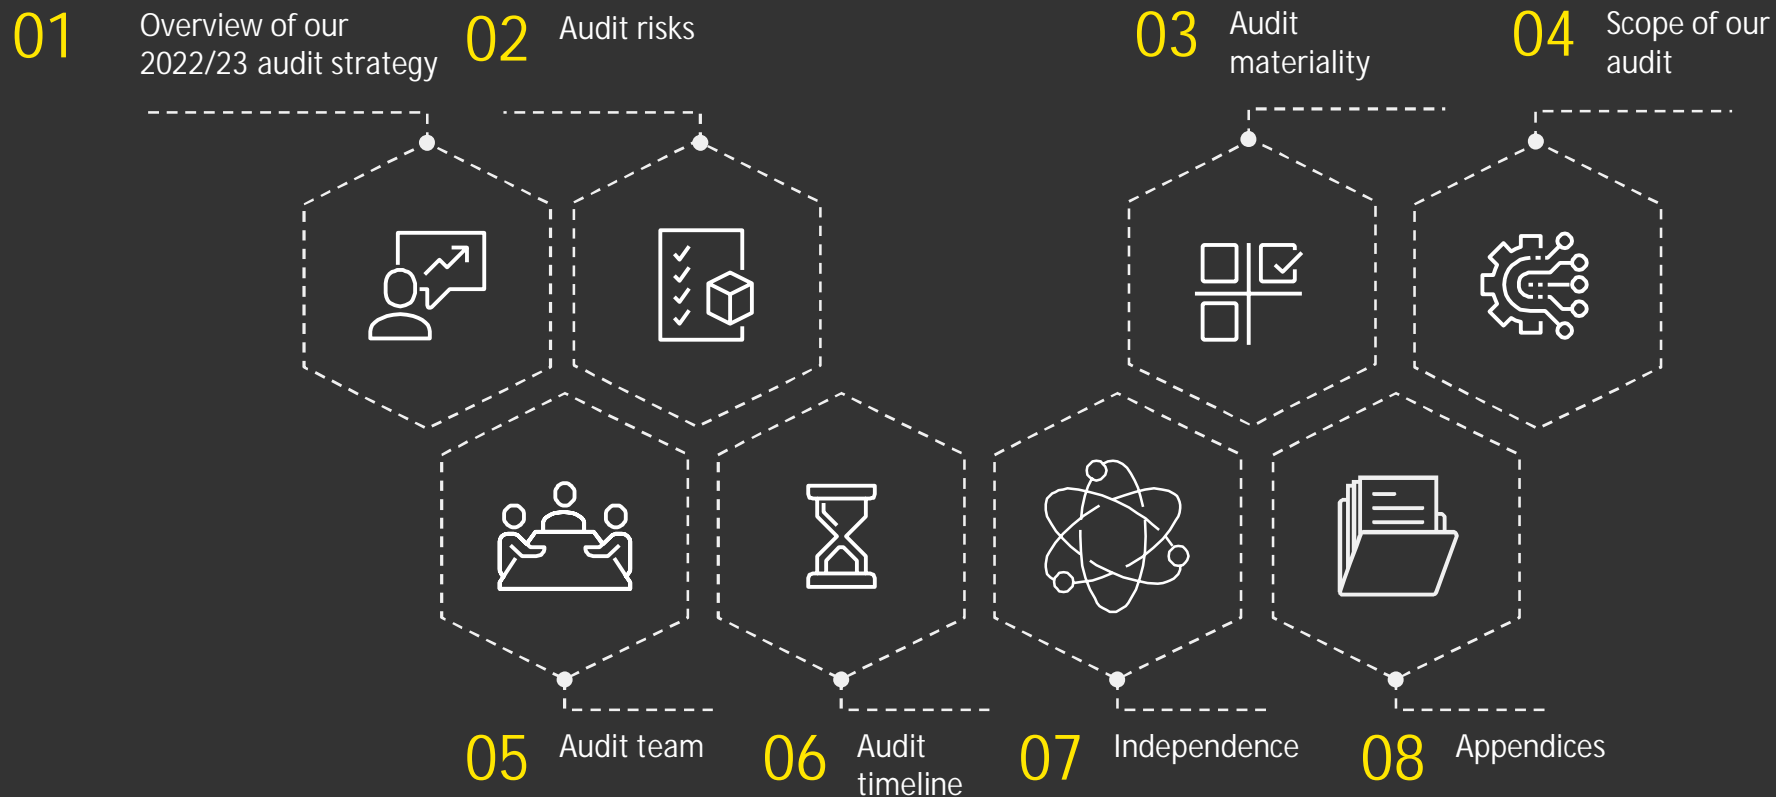 01
Overview of our
2022/23 audit strategy
02
Audit risks
03
Audit
materiality
04
Scope of our
audit
05
Audit team
06
Audit
timeline
07
Independence
08
Appendices